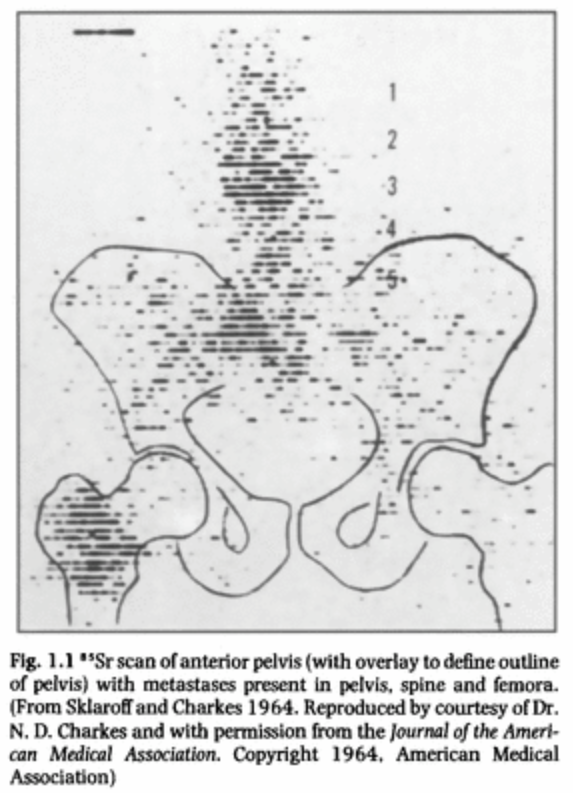 1
2
3
4
5
Fig. 1.1 ⁸⁵Sr scan of anterior pelvis (with overlay to define outline
of pelvis) with metastases present in pelvis, spine and femora.
(From Sklaroff and Charkes 1964. Reproduced by courtesy of Dr.
N. D. Charkes and with permission from the Journal of the Ameri-
can Medical Association. Copyright 1964, American Medical
Association)